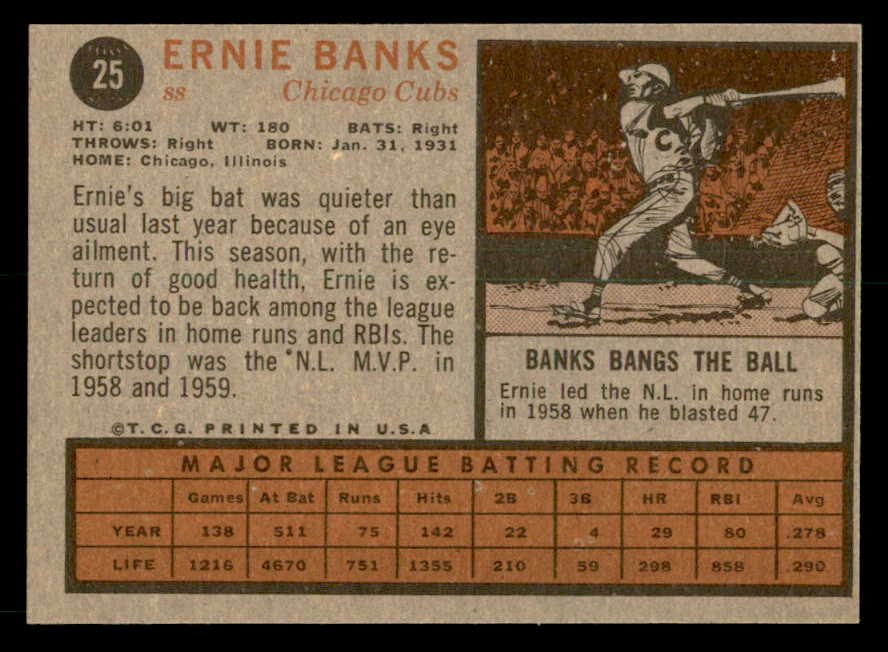 25
ERNIE BANKS
ss Chicago Cubs
HT: 6:01 WT: 180 BATS: Right
THROWS: Right BORN: Jan. 31, 1931
HOME: Chicago, Illinois
Ernie's big bat was quieter than
usual last year because of an eye
ailment. This season, with the re-
turn of good health, Ernie is ex-
pected to be back among the league
leaders in home runs and RBIs. The
shortstop was the N.L. M.V.P. in
1958 and 1959.
©T.C.G. PRINTED IN U.S.A
C
BANKS BANGS THE BALL
Ernie led the N.L. in home runs
in 1958 when he blasted 47.
MAJOR LEAGUE BATTING RECORD
Games At Bat Runs Hits 2B 3B HR RBI Avg
YEAR 138 511 75 142 22 4 29 80 .278
LIFE 1216 4670 751 1355 210 59 298 858 .290